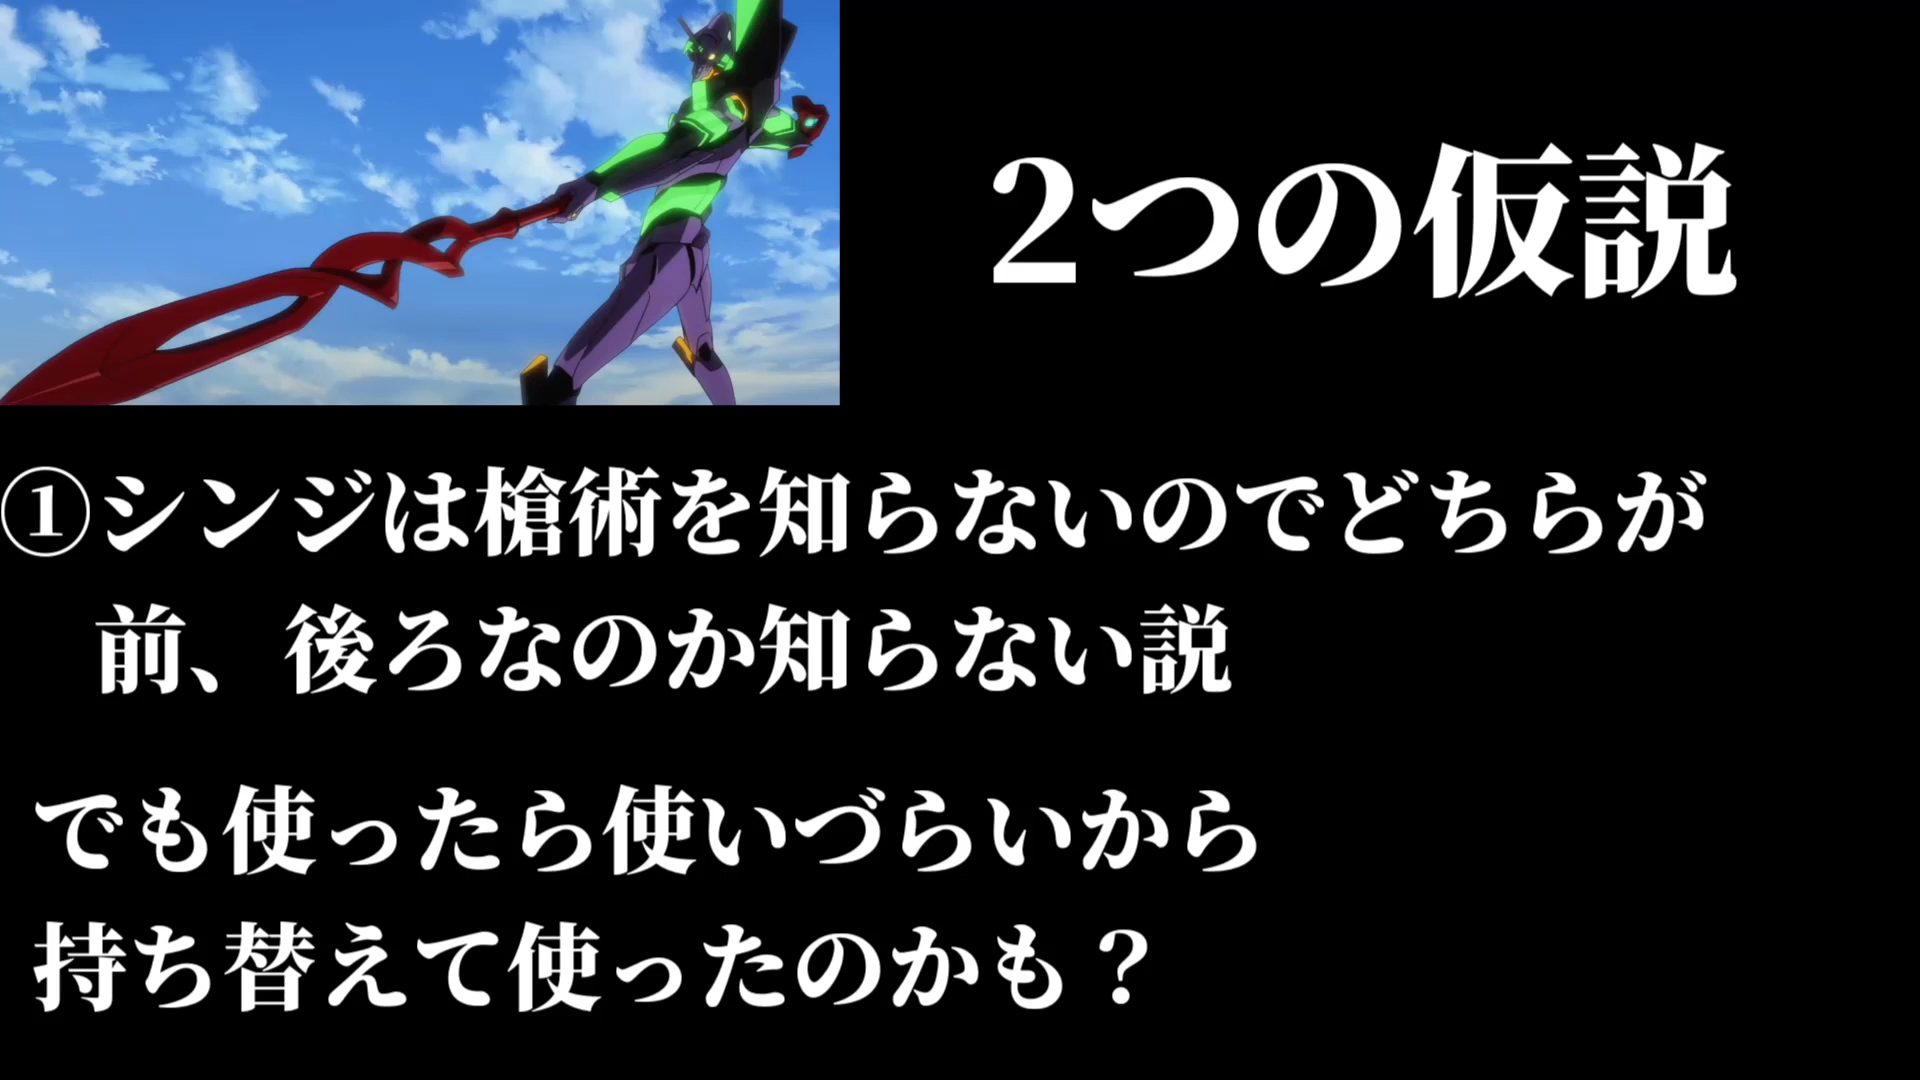 2つの仮説
①シンジは槍術を知らないのでどちらが
前、後ろなのか知らない説
でも使ったら使いづらいから
持ち替えて使ったのかも？